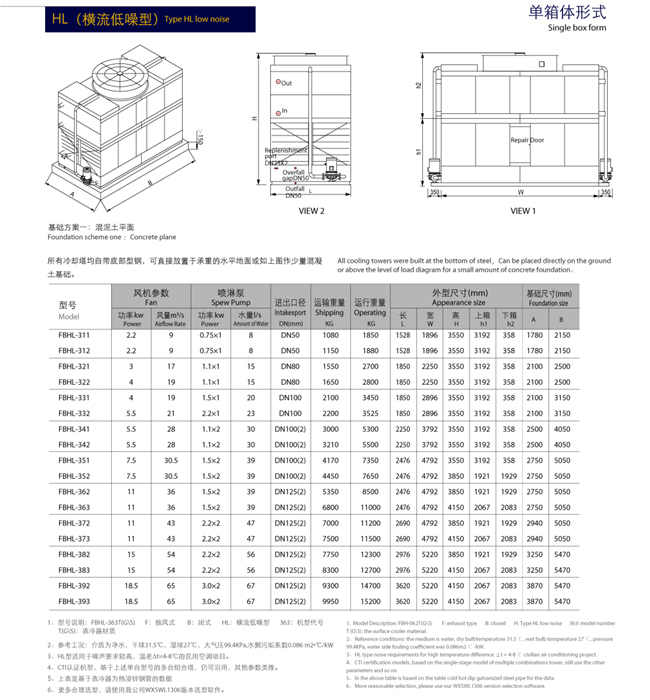 HL（横流低噪型）Type HL low noise
单箱体形式
Single box form
Out
In
Replenishment
port
DN25X2
Overfall
gapDN50
Outfall
DN50
Repair Door
H
L
h2
h1
A
B
150
350
W
350
VIEW 2
VIEW 1
基础方案一：混泥土平面
Foundation scheme one：Concrete plane
所有冷却塔均自带底部型钢，可直接放置于承重的水平地面或如上图作少量混凝
土基础。
All cooling towers were built at the bottom of steel，Can be placed directly on the ground
or above the level of load diagram for a small amount of concrete foundation。
型号 Model 风机参数 Fan 喷淋泵 Spew Pump 进出口径 Intakexport DN(mm) 运输重量 Shipping KG 运行重量 Operating KG 外型尺寸(mm) Appearance size 基础尺寸(mm) Foundation size
功率kw Power 风量m³/s Airflow Rate 功率kw Power 水量l/s Amount of Water 长 L 宽 W 高 H 上箱 h1 下箱 h2 A B
FBHL-311 2.2 9 0.75×1 8 DN50 1080 1850 1528 1896 3550 3192 358 1780 2150
FBHL-312 2.2 9 0.75×1 8 DN50 1150 1880 1528 1896 3550 3192 358 1780 2150
FBHL-321 3 17 1.1×1 15 DN80 1550 2700 1850 2250 3550 3192 358 2100 2500
FBHL-322 4 19 1.1×1 15 DN80 1650 2800 1850 2250 3550 3192 358 2100 2500
FBHL-331 4 19 1.5×1 20 DN100 2100 3450 1850 2896 3550 3192 358 2100 3150
FBHL-332 5.5 21 2.2×1 23 DN100 2200 3525 1850 2896 3550 3192 358 2100 3150
FBHL-341 5.5 28 1.1×2 30 DN100(2) 3000 5300 2250 3792 3550 3192 358 2500 4050
FBHL-342 5.5 28 1.1×2 30 DN100(2) 3210 5500 2250 3792 3550 3192 358 2500 4050
FBHL-351 7.5 30.5 1.5×2 39 DN100(2) 4170 7350 2476 4792 3550 3192 358 2750 5050
FBHL-352 7.5 30.5 1.5×2 39 DN100(2) 4450 7650 2476 4792 3850 1921 1929 2750 5050
FBHL-362 11 36 1.5×2 39 DN125(2) 5350 8500 2476 4792 3850 1921 1929 2750 5050
FBHL-363 11 36 1.5×2 39 DN125(2) 6800 11000 2476 4792 4150 2067 2083 2750 5050
FBHL-372 11 43 2.2×2 47 DN125(2) 7000 11200 2690 4792 3850 1921 1929 2940 5050
FBHL-373 11 43 2.2×2 47 DN125(2) 7500 11500 2690 4792 4150 2067 2083 2940 5050
FBHL-382 15 54 2.2×2 56 DN125(2) 7750 12300 2976 5220 3850 1921 1929 3250 5470
FBHL-383 15 54 2.2×2 56 DN125(2) 8300 12700 2976 5220 4150 2067 2083 3250 5470
FBHL-392 18.5 65 3.0×2 67 DN125(2) 9300 14700 3620 5220 4150 2067 2083 3870 5470
FBHL-393 18.5 65 3.0×2 67 DN125(2) 9950 15200 3620 5220 4150 2067 2083 3870 5470
1、型号说明：FBHL-363T(G\S) F：抽风式 B：闭式 HL：横流低噪型 363：机型代号
T(G\S)：表冷器材质
2、参考工况：介质为净水，干球31.5℃，湿球27℃，大气压99.4KPa,水侧污垢系数0.086 m2•℃/kW
3、HL型适用于噪声要求较高，温差Δt=4-8℃的民用空调项目。
4、CTI认证机型，基于上述单台型号的多台组合塔，仍可沿用，其他参数类推。
5、上表是基于表冷器为热浸锌钢管的数据
6、更多合理选型，请使用我公司WXSWL1306版本选型软件。
1. Model Description: FBH-062T(G\S) F: exhaust type B: closed H: Type HL low noise 363: model number
T (G\S): the surface cooler material.
2. Reference conditions: the medium is water, dry bulbtemperature 31.5 ℃, wet bulb temperature 27 ℃, pressure
99.4KPa, water side fouling coefficient was 0.086m2 ℃ /kW.
3. HL type noise requirements for high temperature difference △t = 4-8 ℃ civilian air conditioning project.
4. CTI certification models, based on the single-stage model of multiple combinations tower, still use the other
parameters and so on
5. In the above table is based on the table cold hot dip galvanized steel pipe for the data.
6. More reasonable selection, please use our WXSWL1306 version selection software.